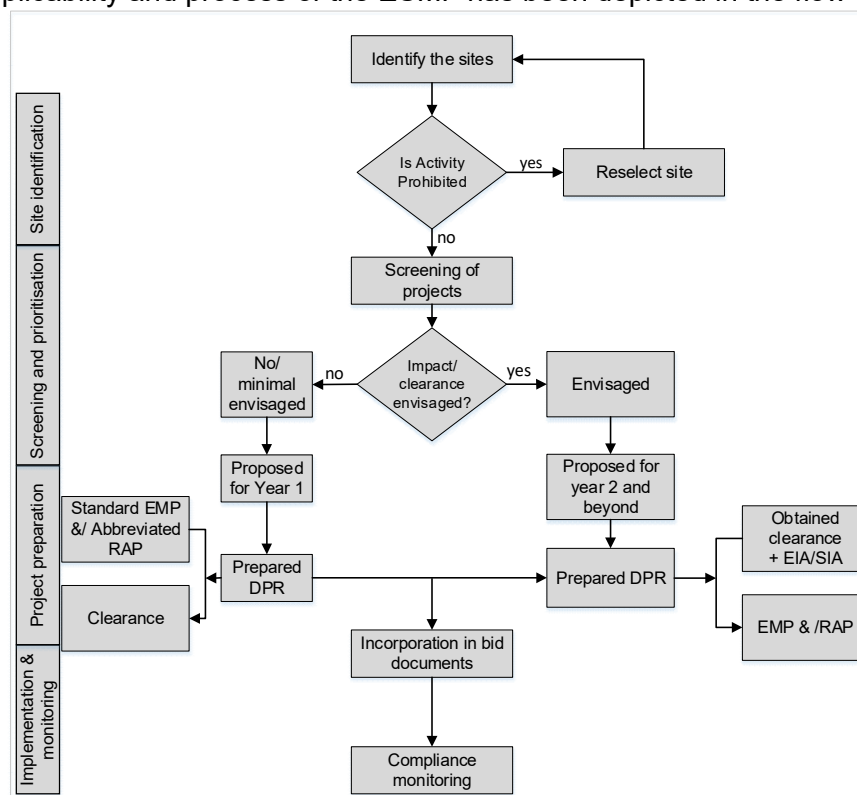 plicability and process of the ESMF has been depicted in the flow
Identify the sites
Is Activity
Prohibited
yes
Reselect site
no
Site identification
Screening of
projects
Screening and prioritisation
No/
minimal
envisaged
no
Impact/
clearance
envisaged?
yes
Envisaged
Proposed
for Year 1
Proposed for
year 2 and
beyond
Project preparation
Standard EMP
&/ Abbreviated
RAP
Clearance
Prepared
DPR
Prepared DPR
Obtained
clearance
+ EIA/SIA
EMP & /RAP
Incorporation in bid
documents
Implementation &
monitoring
Compliance
monitoring